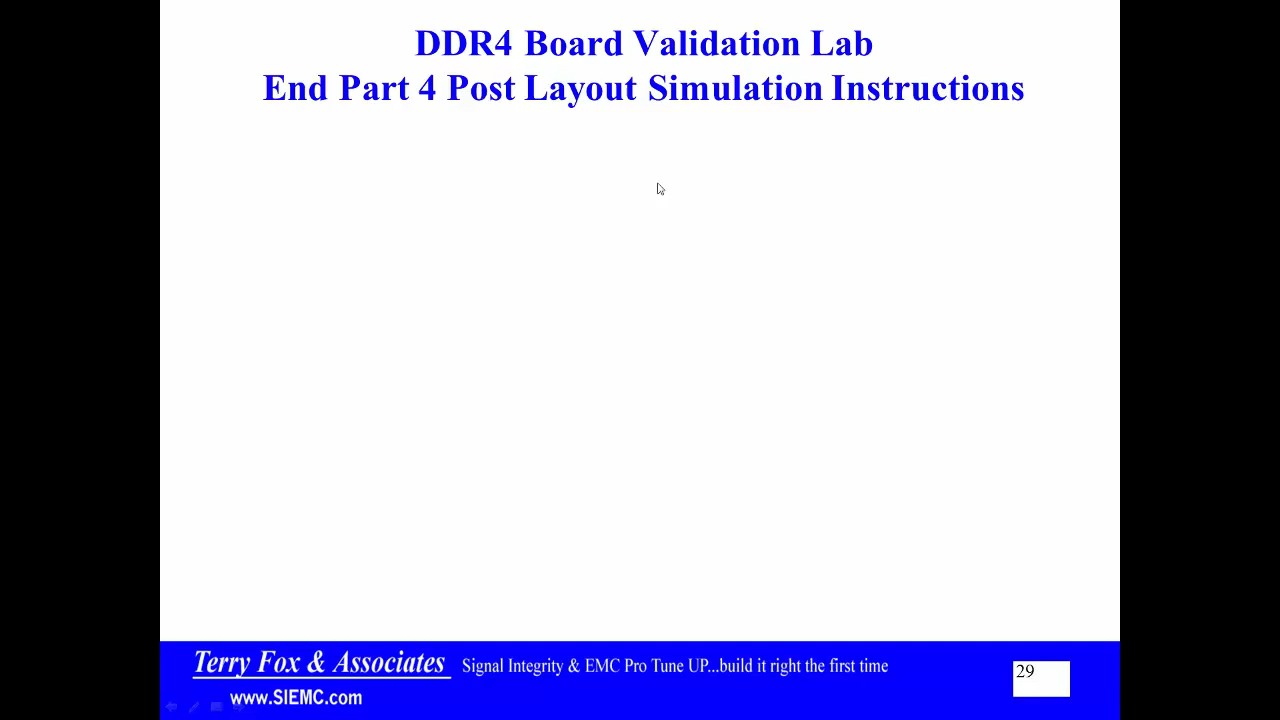 DDR4 Board Validation Lab
End Part 4 Post Layout Simulation Instructions
Terry Fox & Associates Signal Integrity & EMC Pro Tune UP...build it right the first time
29
www.SIEMC.com